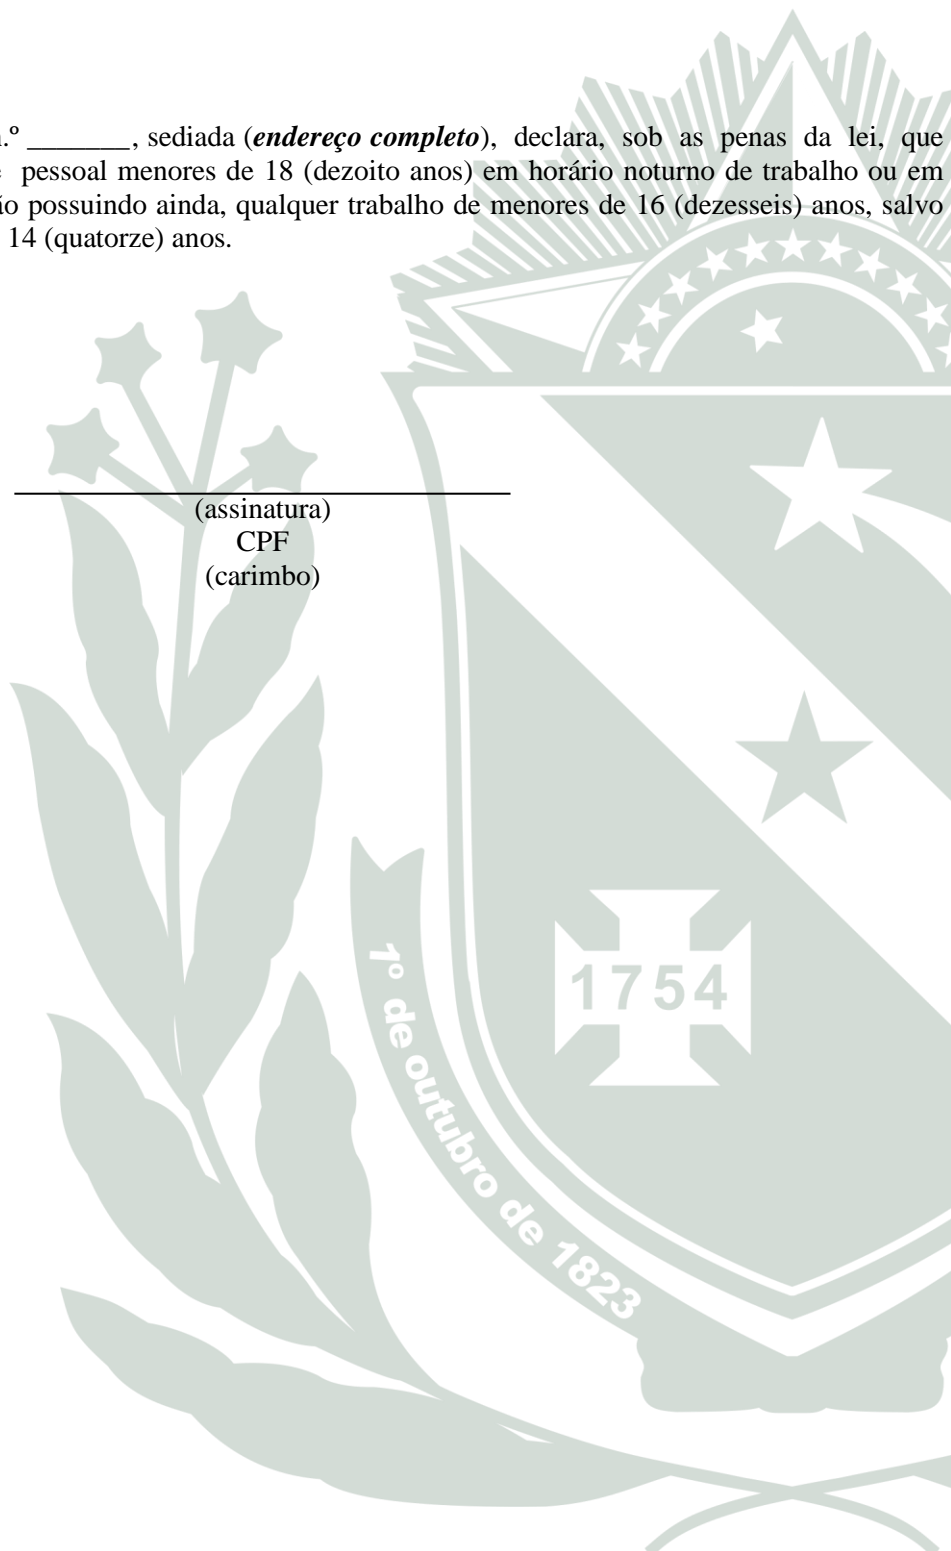 n.º ________, sediada (endereço completo), declara, sob as penas da lei, que
pessoal menores de 18 (dezoito anos) em horário noturno de trabalho ou em
ão possuindo ainda, qualquer trabalho de menores de 16 (dezesseis) anos, salvo
14 (quatorze) anos.
(assinatura)
CPF
(carimbo)
1754
1º de outubro de 1823